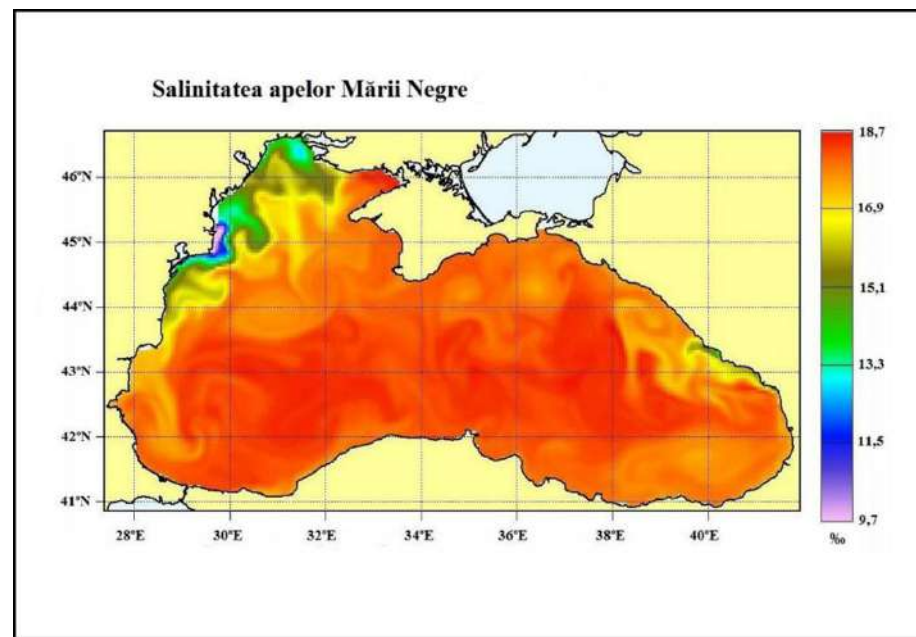 Salinitatea apelor Mării Negre
18,7
46°N
16,9
45°N
15,1
44°N
13,3
43°N
11,5
42°N
9,7
41°N
28°E 30°E 32°E 34°E 36°E 38°E 40°E
‰